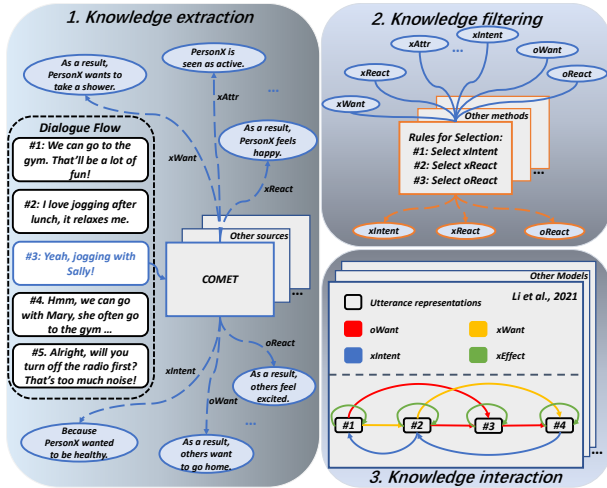 1. Knowledge extraction
As a result,
PersonX wants to
take a shower.
PersonX is
seen as active.
...
xAttr
As a result,
PersonX feels
happy.
xWant
xReact
Dialogue Flow
#1: We can go to the
gym. That'll be a lot of
fun!
#2: I love jogging after
lunch, it relaxes me.
#3: Yeah, jogging with
Sally!
#4. Hmm, we can go
with Mary, she often
go to the gym ...
#5. Alright, will you
turn off the radio first?
That's too much noise!
Other sources
COMET
...
xIntent
oWant
oReact
As a result,
others feel
excited.
...
Because
PersonX wanted
to be healthy.
As a result,
others want
to go home.
2. Knowledge filtering
xWant
xReact
xAttr
...
xIntent
oWant
oReact
Other methods
Rules for Selection:
#1: Select xIntent
#2: Select xReact
#3: Select oReact
...
xIntent
xReact
oReact
Other Models
Utterance representations
Li et al., 2021
oWant
xWant
xIntent
xEffect
#1
#2
#3
#4
...
3. Knowledge interaction